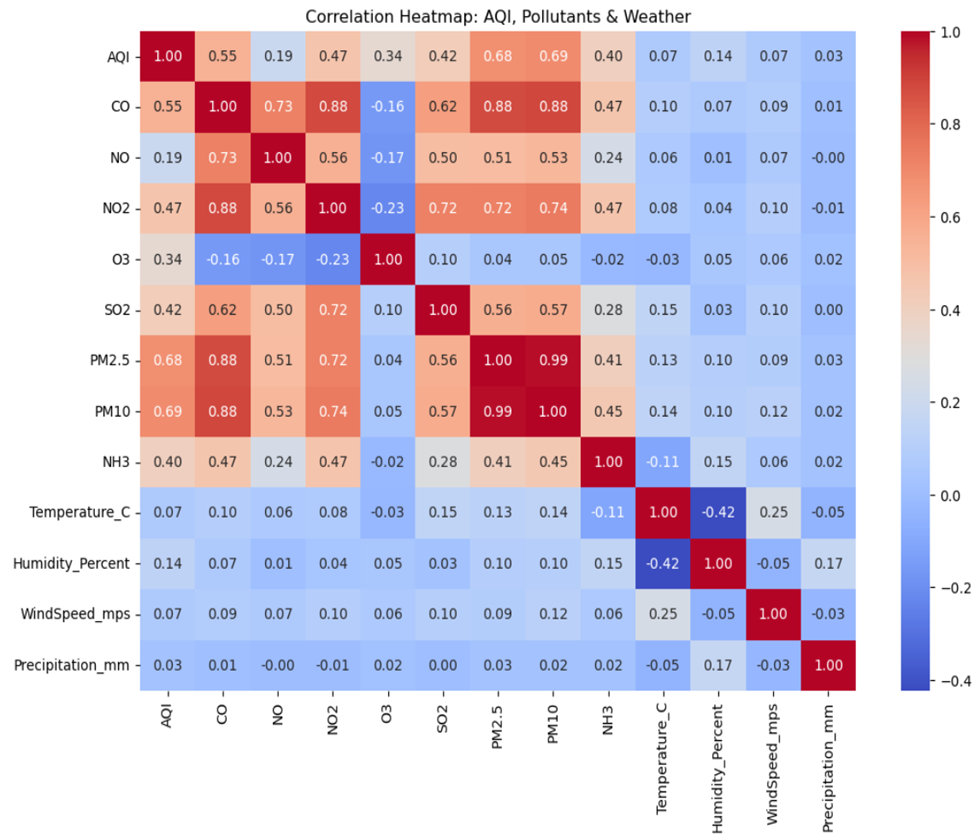 Correlation Heatmap: AQI, Pollutants & Weather
AQI 1.00 0.55 0.19 0.47 0.34 0.42 0.68 0.69 0.40 0.07 0.14 0.07 0.03
CO 0.55 1.00 0.73 0.88 -0.16 0.62 0.88 0.88 0.47 0.10 0.07 0.09 0.01
NO 0.19 0.73 1.00 0.56 -0.17 0.50 0.51 0.53 0.24 0.06 0.01 0.07 -0.00
NO2 0.47 0.88 0.56 1.00 -0.23 0.72 0.72 0.74 0.47 0.08 0.04 0.10 -0.01
O3 0.34 -0.16 -0.17 -0.23 1.00 0.10 0.04 0.05 -0.02 -0.03 0.05 0.06 0.02
SO2 0.42 0.62 0.50 0.72 0.10 1.00 0.56 0.57 0.28 0.15 0.03 0.10 0.00
PM2.5 0.68 0.88 0.51 0.72 0.04 0.56 1.00 0.99 0.41 0.13 0.10 0.09 0.03
PM10 0.69 0.88 0.53 0.74 0.05 0.57 0.99 1.00 0.45 0.14 0.10 0.12 0.02
NH3 0.40 0.47 0.24 0.47 -0.02 0.28 0.41 0.45 1.00 -0.11 0.15 0.06 0.02
Temperature_C 0.07 0.10 0.06 0.08 -0.03 0.15 0.13 0.14 -0.11 1.00 -0.42 0.25 -0.05
Humidity_Percent 0.14 0.07 0.01 0.04 0.05 0.03 0.10 0.10 0.15 -0.42 1.00 -0.05 0.17
WindSpeed_mps 0.07 0.09 0.07 0.10 0.06 0.10 0.09 0.12 0.06 0.25 -0.05 1.00 -0.03
Precipitation_mm 0.03 0.01 -0.00 -0.01 0.02 0.00 0.03 0.02 0.02 -0.05 0.17 -0.03 1.00
AQI CO NO NO2 O3 SO2 PM2.5 PM10 NH3 Temperature_C Humidity_Percent WindSpeed_mps Precipitation_mm
1.0
0.8
0.6
0.4
0.2
0.0
−0.2
−0.4